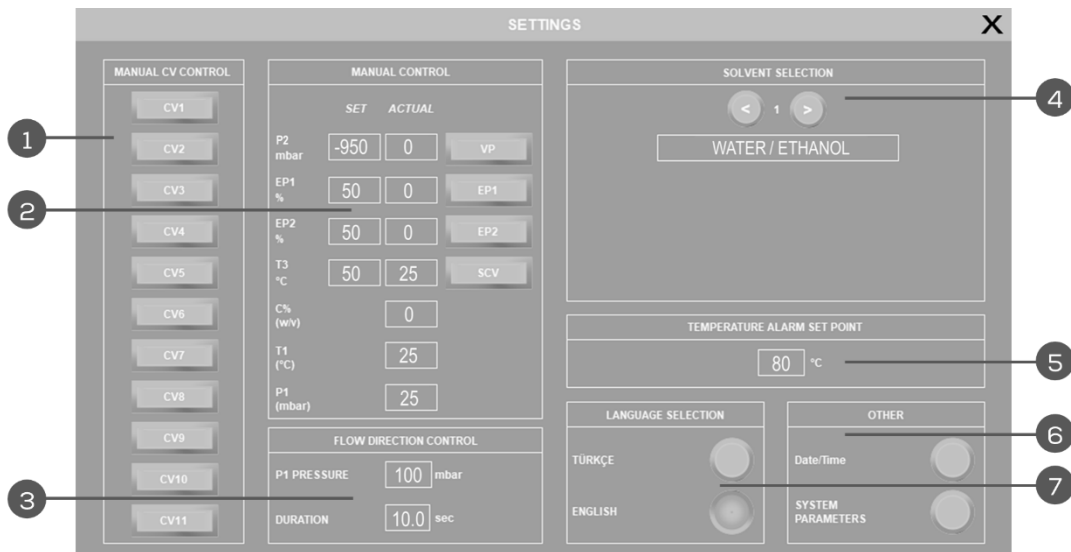 SETTINGS
X
MANUAL CV CONTROL
CV1
CV2
CV3
CV4
CV5
CV6
CV7
CV8
CV9
CV10
CV11
1
MANUAL CONTROL
SET ACTUAL
P2 mbar -950 0 VP
EP1 % 50 0 EP1
EP2 % 50 0 EP2
T3 °C 50 25 SCV
C% (w/v) 0
T1 (°C) 25
P1 (mbar) 25
2
FLOW DIRECTION CONTROL
P1 PRESSURE 100 mbar
DURATION 10.0 sec
3
SOLVENT SELECTION
< 1 >
WATER / ETHANOL
4
TEMPERATURE ALARM SET POINT
80 °C
5
LANGUAGE SELECTION
TÜRKÇE
ENGLISH
7
OTHER
Date/Time
SYSTEM
PARAMETERS
6